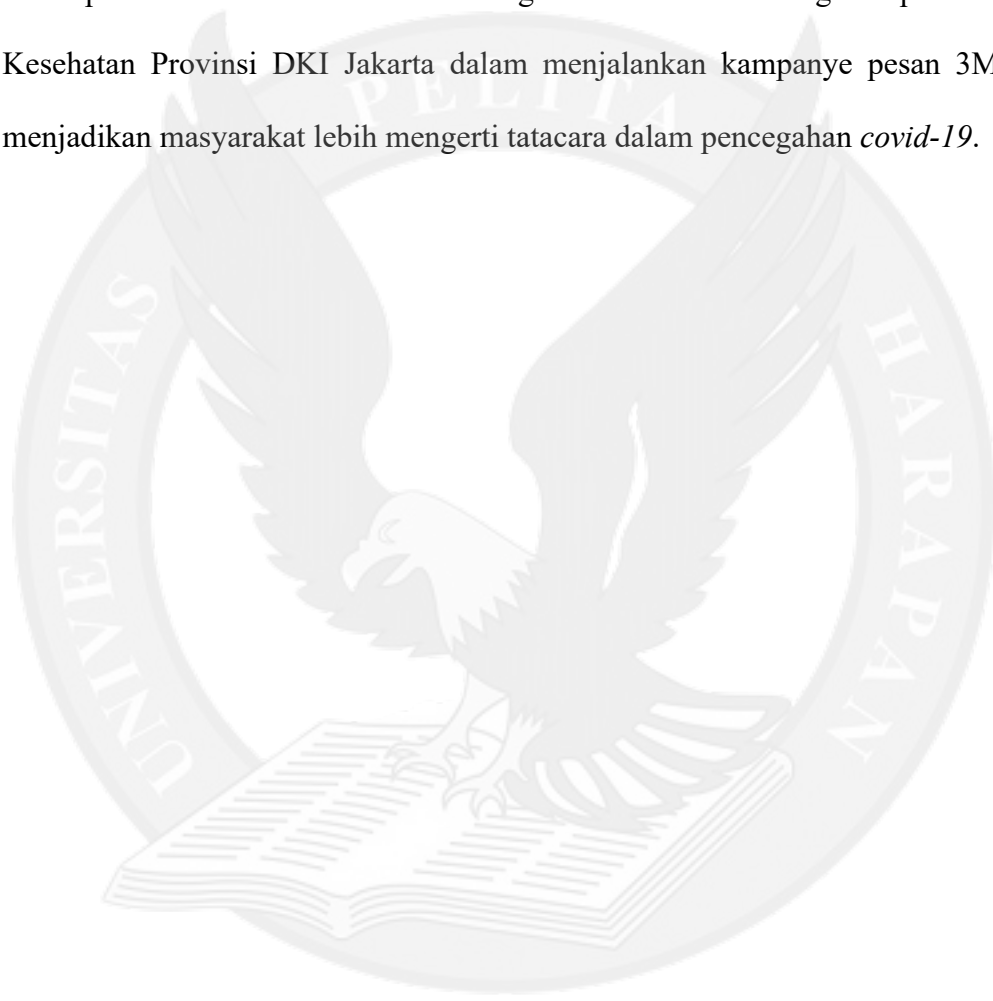 Kesehatan Provinsi DKI Jakarta dalam menjalankan kampanye pesan 3M
menjadikan masyarakat lebih mengerti tatacara dalam pencegahan covid-19.
PELITA
UNIVERSITAS
HARAPAN